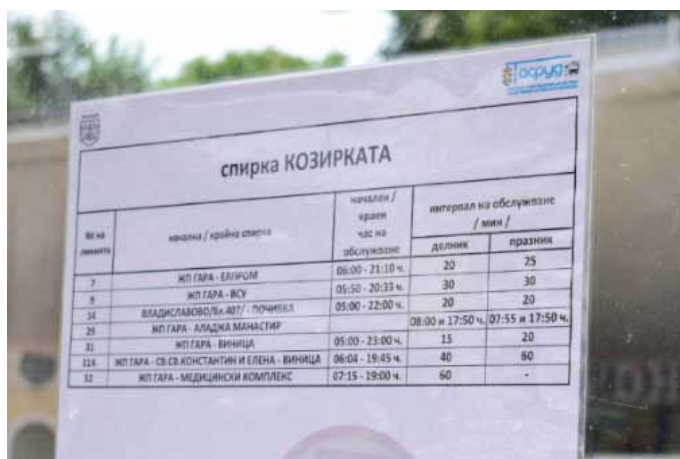 ОСРУД
спирка КОЗИРКАТА
№ на линията
начална / крайна спирка
начален / краен час на обслужване
интервал на обслужване / мин /
делник празник
7 ЖП ГАРА - ЕЛПРОМ 06:00 - 21:10 ч. 20 25
9 ЖП ГАРА - ВСУ 05:50 - 20:33 ч. 30 30
14 ВЛАДИСЛАВОВО/бл.407/ - ПОЧИВКА 05:00 - 22:00 ч. 20 20
29 ЖП ГАРА - АЛАДЖА МАНАСТИР 08:00 и 17:50 ч. 07:55 и 17:50 ч.
31 ЖП ГАРА - ВИНИЦА 05:00 - 23:00 ч. 15 20
31А ЖП ГАРА - СВ.СВ.КОНСТАНТИН И ЕЛЕНА - ВИНИЦА 06:04 - 19:45 ч. 40 60
32 ЖП ГАРА - МЕДИЦИНСКИ КОМПЛЕКС 07:15 - 19:00 ч. 60 -